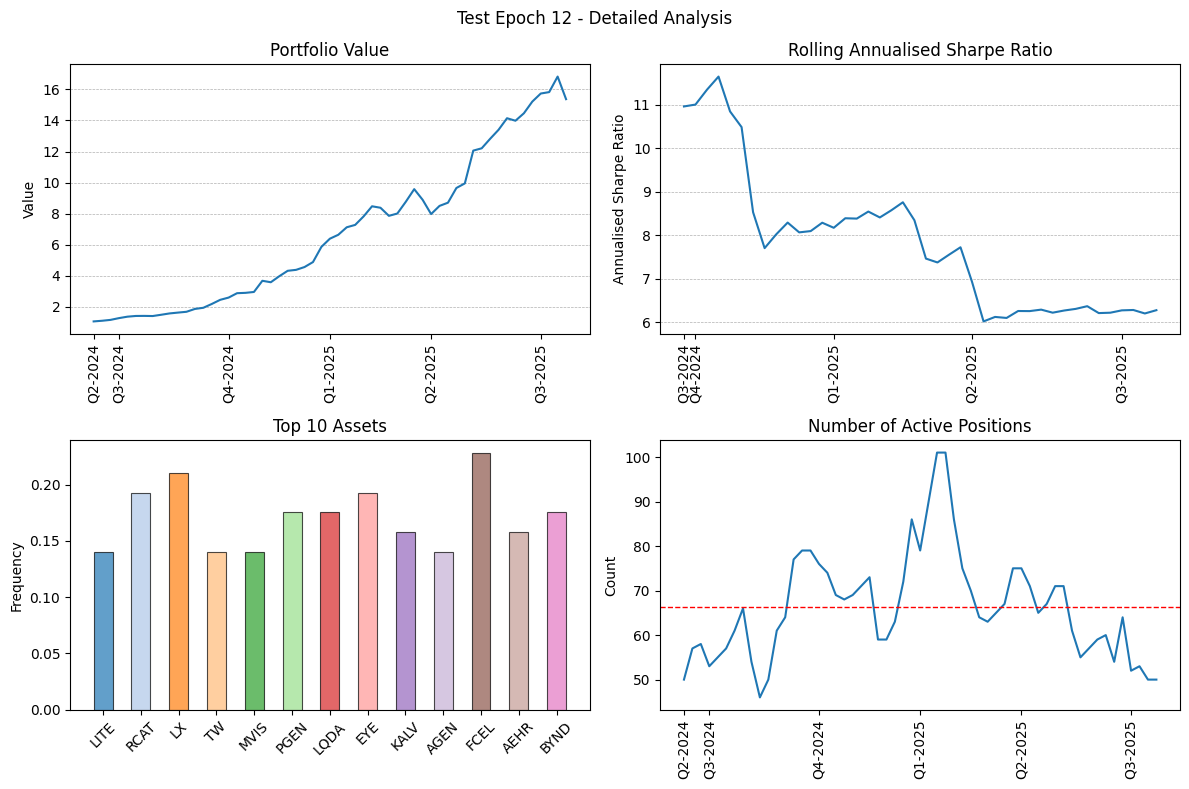 Test Epoch 12 - Detailed Analysis
Portfolio Value
Value
16
14
12
10
8
6
4
2
Q2-2024
Q3-2024
Q4-2024
Q1-2025
Q2-2025
Q3-2025
Rolling Annualised Sharpe Ratio
Annualised Sharpe Ratio
11
10
9
8
7
6
Q3-2024
Q4-2024
Q1-2025
Q2-2025
Q3-2025
Top 10 Assets
Frequency
0.20
0.15
0.10
0.05
0.00
LITE
RCAT
LX
TW
MVIS
PGEN
LQDA
EYE
KALV
AGEN
FCEL
AEHR
BYND
Number of Active Positions
Count
100
90
80
70
60
50
Q2-2024
Q3-2024
Q4-2024
Q1-2025
Q2-2025
Q3-2025